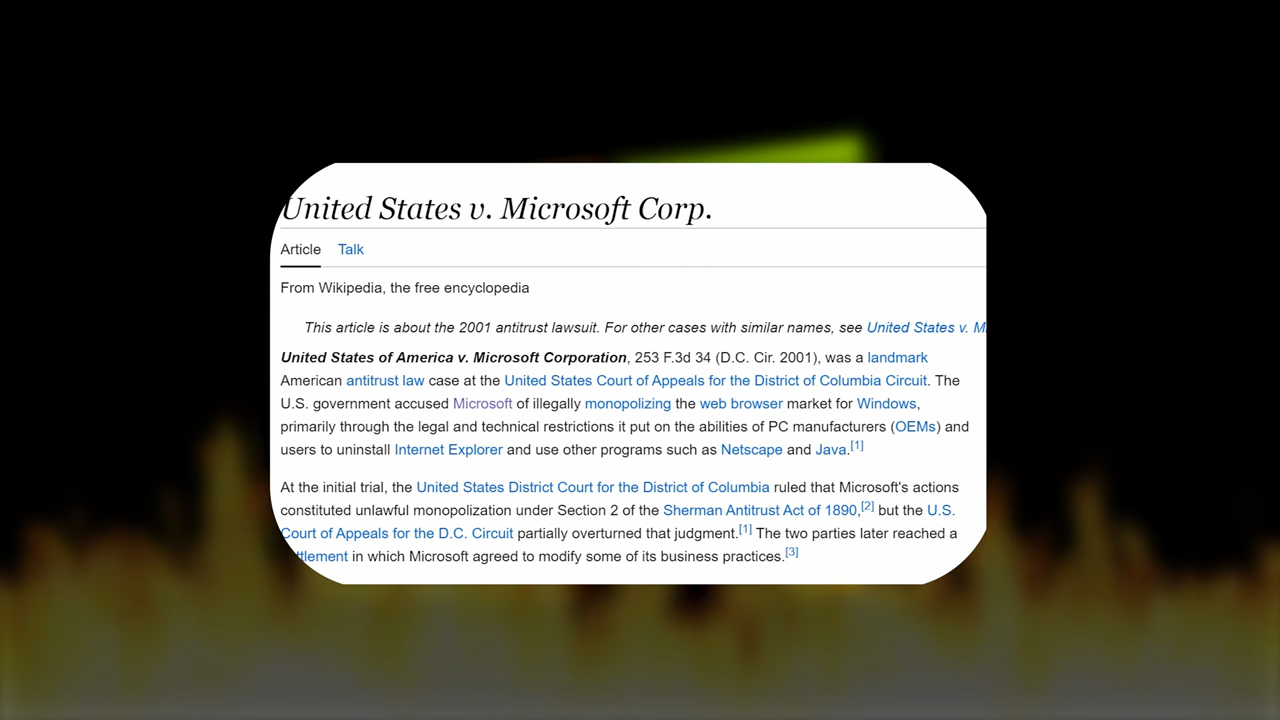 United States v. Microsoft Corp.
Article Talk
From Wikipedia, the free encyclopedia
This article is about the 2001 antitrust lawsuit. For other cases with similar names, see United States v. M
United States of America v. Microsoft Corporation, 253 F.3d 34 (D.C. Cir. 2001), was a landmark
American antitrust law case at the United States Court of Appeals for the District of Columbia Circuit. The
U.S. government accused Microsoft of illegally monopolizing the web browser market for Windows,
primarily through the legal and technical restrictions it put on the abilities of PC manufacturers (OEMs) and
users to uninstall Internet Explorer and use other programs such as Netscape and Java.[1]
At the initial trial, the United States District Court for the District of Columbia ruled that Microsoft's actions
constituted unlawful monopolization under Section 2 of the Sherman Antitrust Act of 1890,[2] but the U.S.
Court of Appeals for the D.C. Circuit partially overturned that judgment.[1] The two parties later reached a
ttlement in which Microsoft agreed to modify some of its business practices.[3]